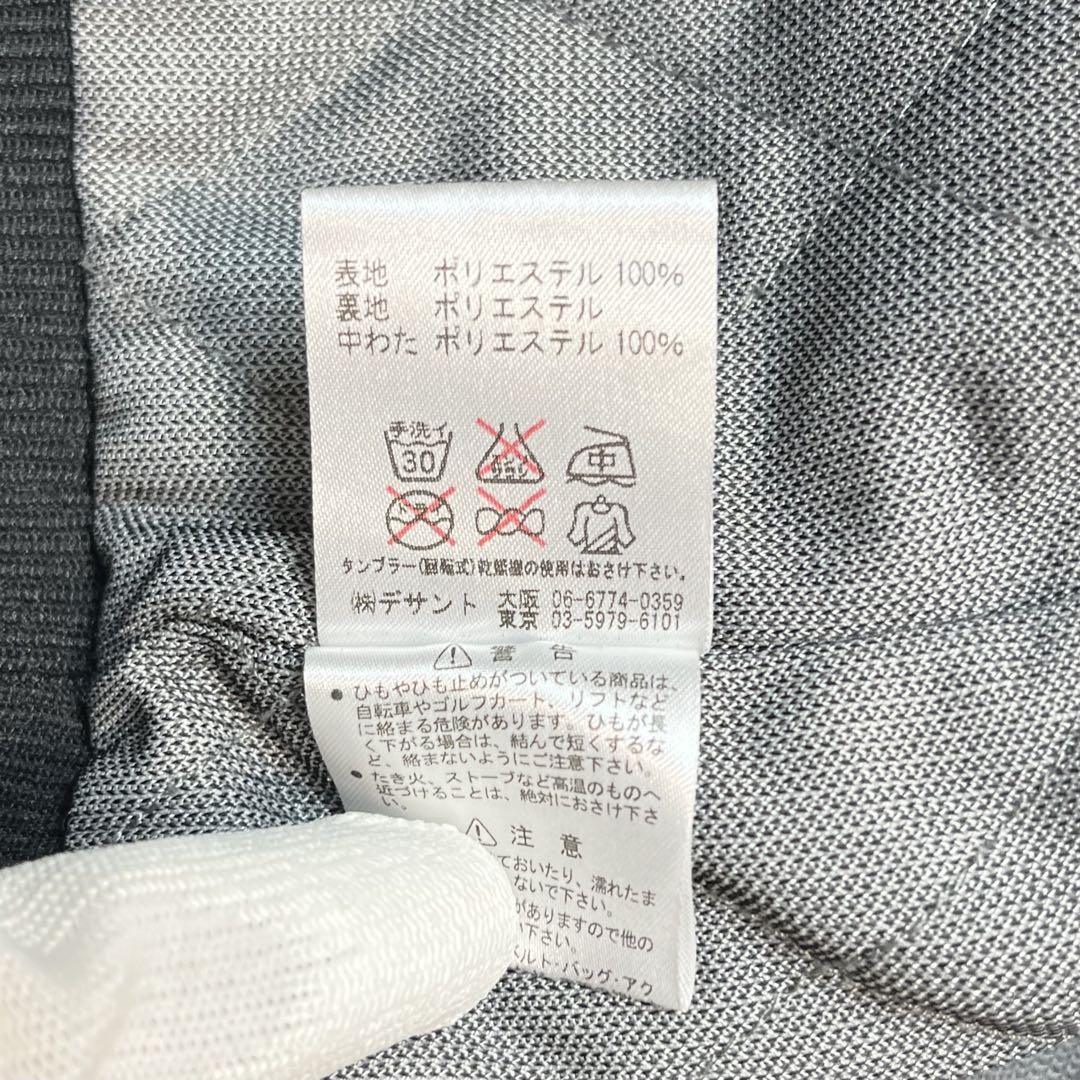 表地 ポリエステル 100%
裏地 ポリエステル
中わた ポリエステル 100%
手洗イ
30
中
タンブラー(回転式)乾燥機の使用はおさけ下さい。
(株)デサント 大阪 06-6774-0359
東京 03-5979-6101
警告
● ひもやひも止めがついている商品は、
自転車やゴルフカート、リフトなど
に絡まる危険があります。ひもが長
く下がる場合は、結んで短くするな
ど、絡まないようにご注意下さい。
● たき火、ストーブなど高温のものへ
近づけることは、絶対におさけ下さ
い。
注意
ておいたり、濡れたま
ないで下さい。
がありますので他の
下さい。
ベルト・バッグ・アク